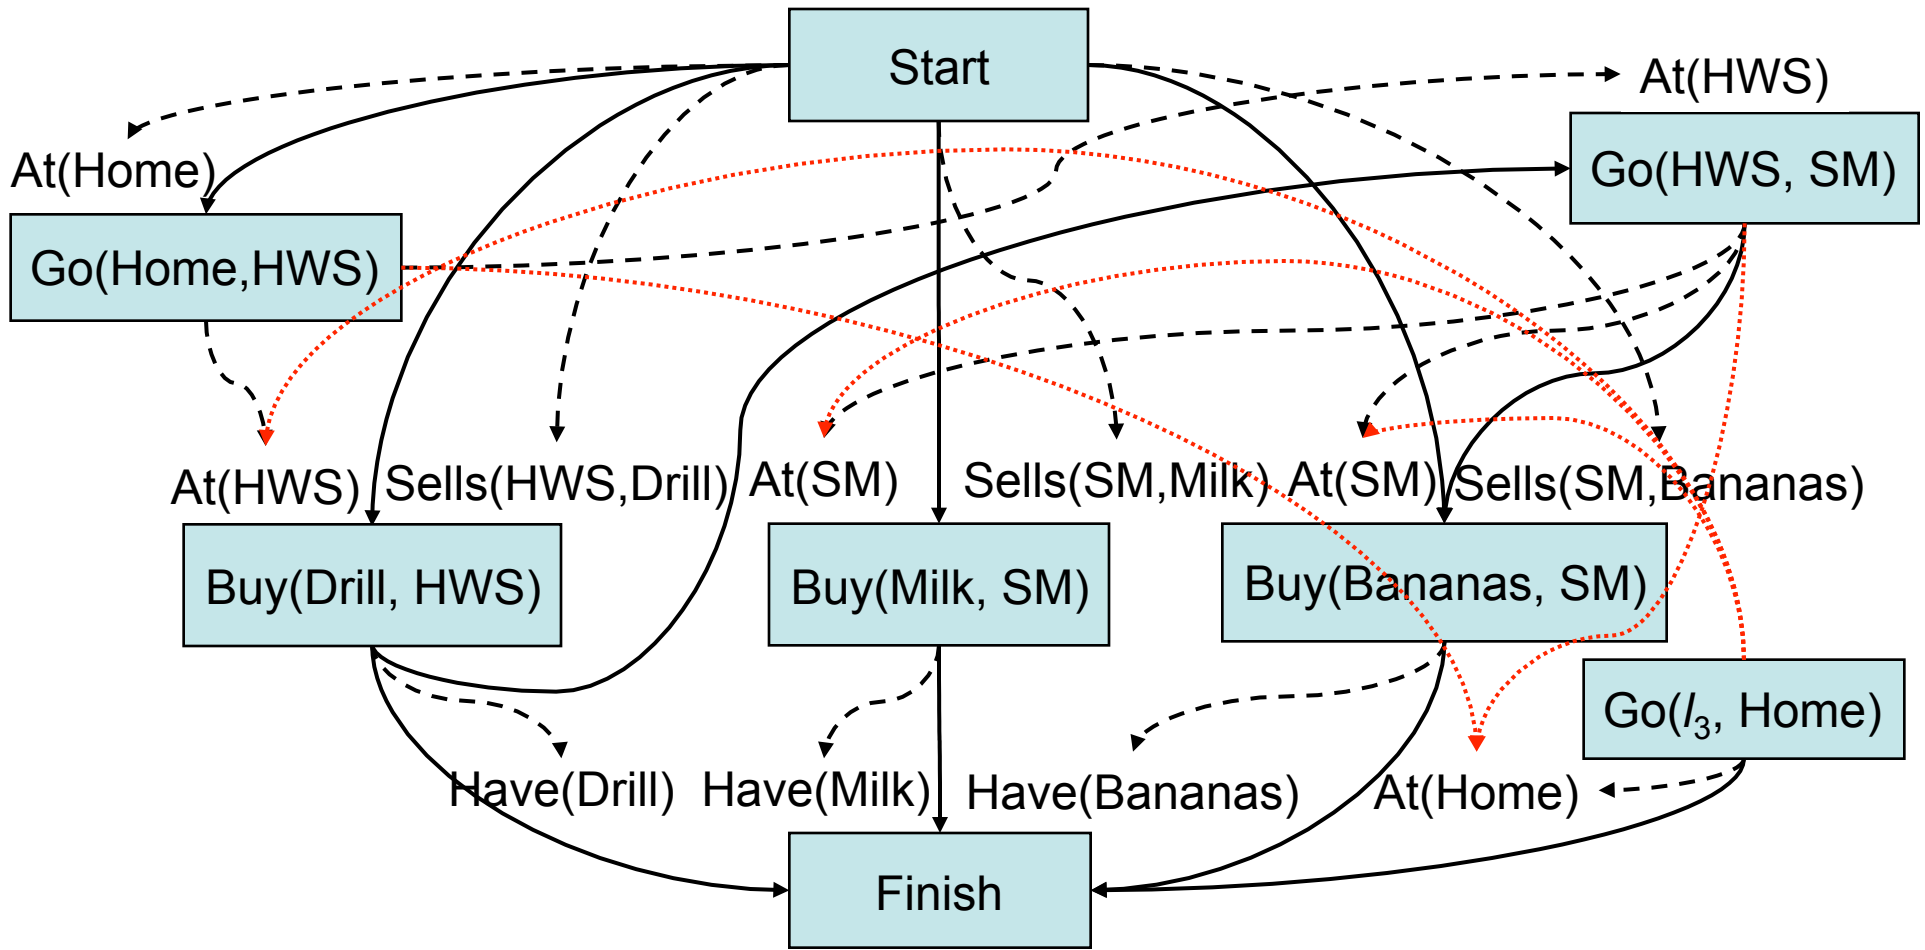 Start
At(HWS)
At(Home)
Go(HWS, SM)
Go(Home,HWS)
At(HWS)
Sells(HWS,Drill)
At(SM)
Sells(SM,Milk)
At(SM)
Sells(SM,Bananas)
Buy(Drill, HWS)
Buy(Milk, SM)
Buy(Bananas, SM)
Go(l₃, Home)
Have(Drill)
Have(Milk)
Have(Bananas)
At(Home)
Finish